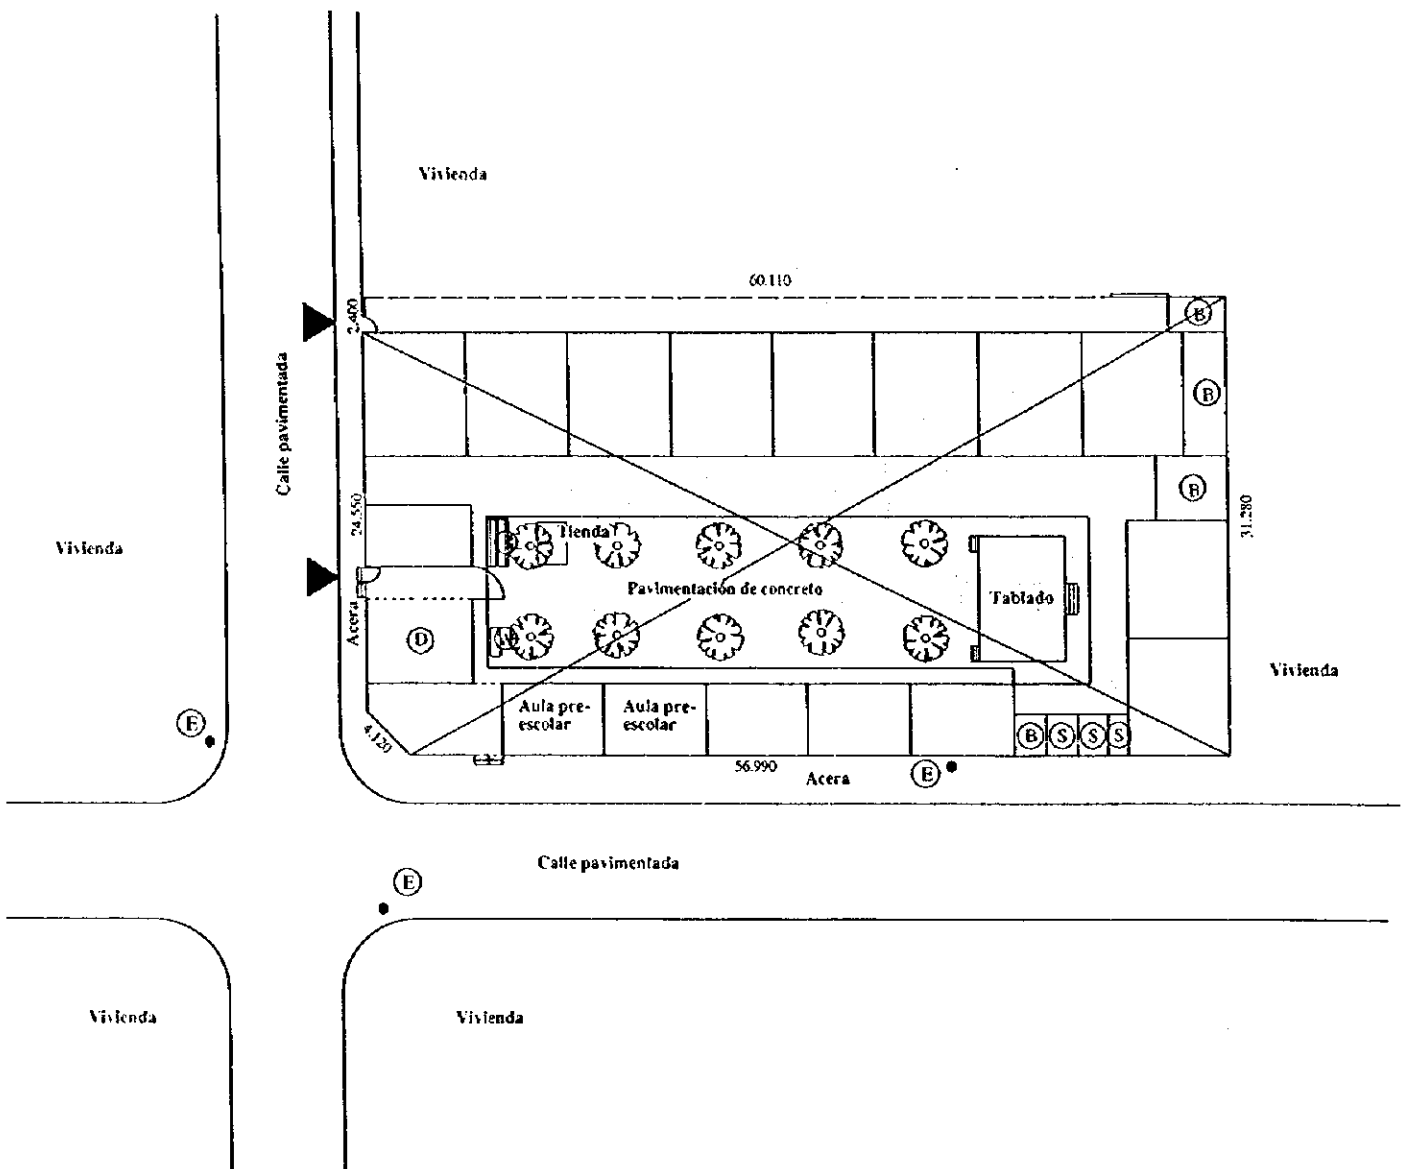 Vivienda
60.110
2.400
B
Calle pavimentada
B
24.550
B
31.280
Vivienda
Tienda
Pavimentación de concreto
Tablado
Acera
D
Vivienda
Aula pre-
escolar
Aula pre-
escolar
E
4.120
B
S
S
S
56.990
Acera
E
Calle pavimentada
E
Vivienda
Vivienda